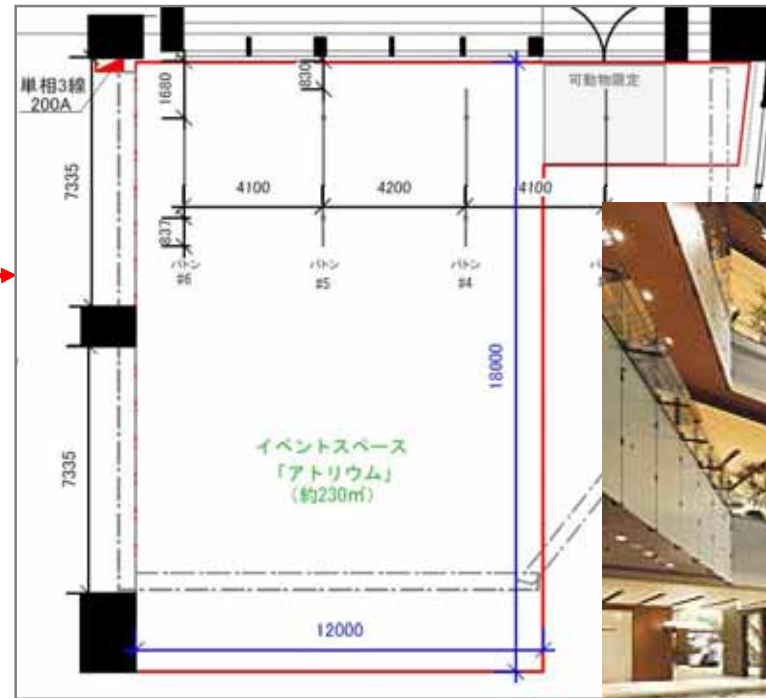 単相3線
200A
1680
830
可動物限定
7335
4100
4200
4100
837
バトン
#6
バトン
#5
バトン
#4
18000
イベントスペース
「アトリウム」
(約230㎡)
7335
12000